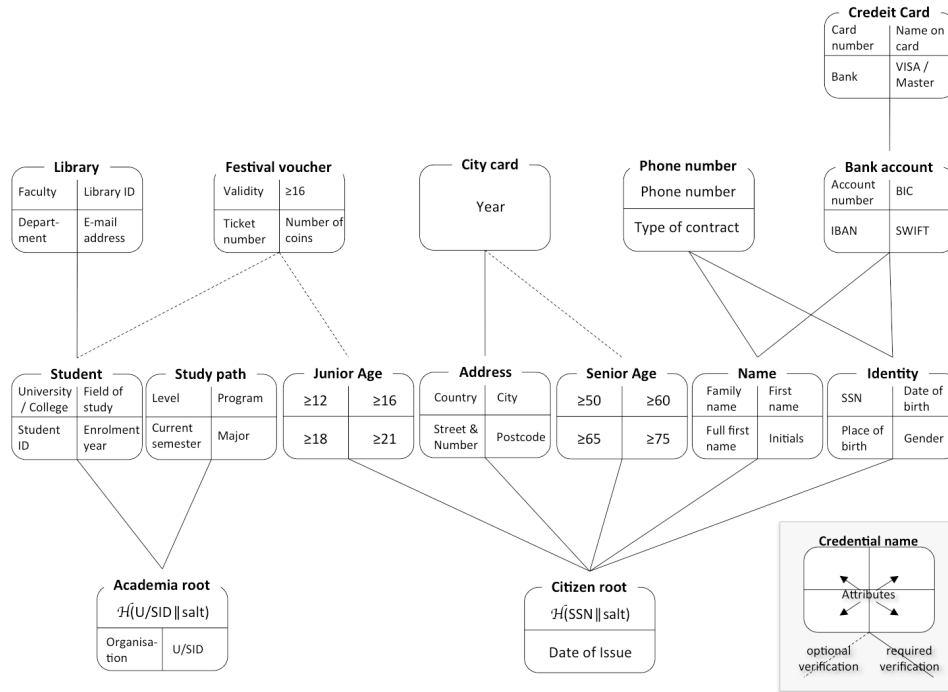 Credeit Card
Card number
Name on card
Bank
VISA / Master
Library
Faculty
Library ID
Depart-
ment
E-mail
address
Festival voucher
Validity
≥16
Ticket
number
Number of
coins
City card
Year
Phone number
Phone number
Type of contract
Bank account
Account
number
BIC
IBAN
SWIFT
Student
University
/ College
Field of
study
Student
ID
Enrolment
year
Study path
Level
Program
Current
semester
Major
Junior Age
≥12
≥16
≥18
≥21
Address
Country
City
Street &
Number
Postcode
Senior Age
≥50
≥60
≥65
≥75
Name
Family
name
First
name
Full first
name
Initials
Identity
SSN
Date of
birth
Place of
birth
Gender
Academia root
ℋ(U/SID‖salt)
Organisa-
tion
U/SID
Citizen root
ℋ(SSN‖salt)
Date of Issue
Credential name
Attributes
optional
verification
required
verification